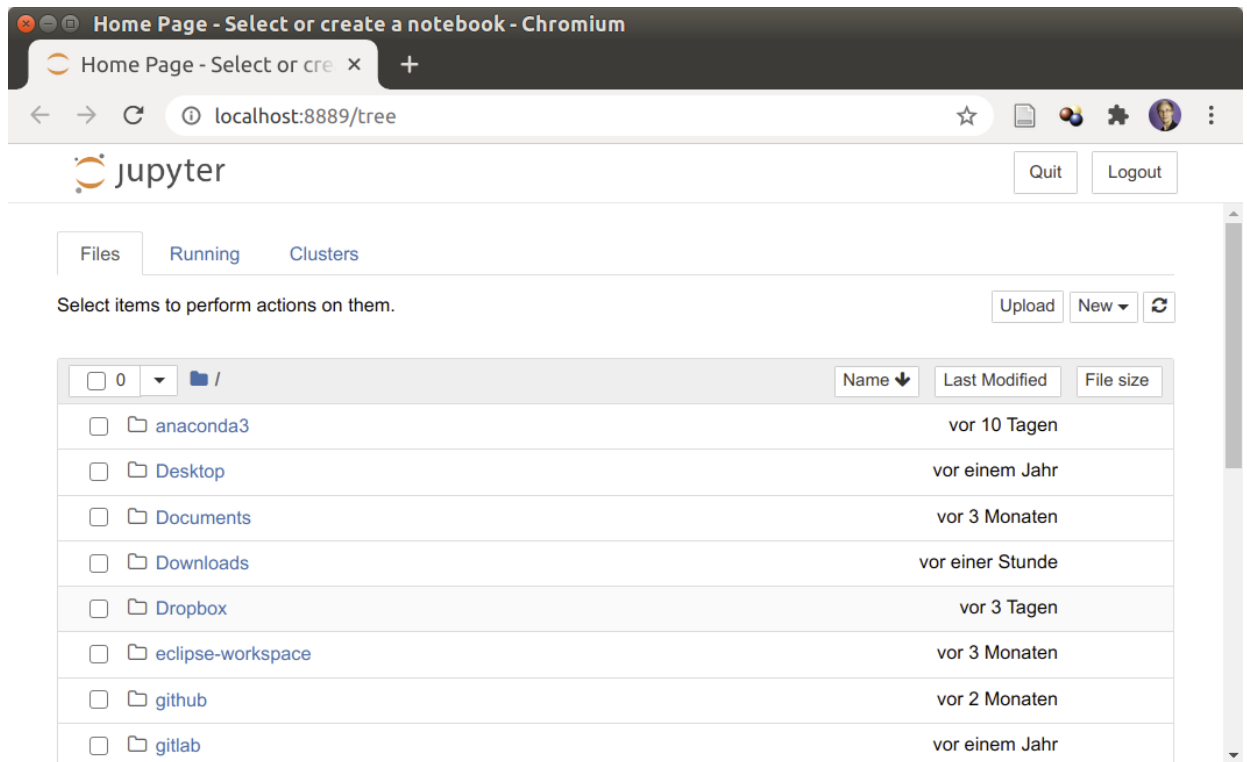 Home Page - Select or create a notebook - Chromium
Home Page - Select or cre
localhost:8889/tree
jupyter Quit Logout
Files Running Clusters
Select items to perform actions on them. Upload New
0 / Name Last Modified File size
anaconda3 vor 10 Tagen
Desktop vor einem Jahr
Documents vor 3 Monaten
Downloads vor einer Stunde
Dropbox vor 3 Tagen
eclipse-workspace vor 3 Monaten
github vor 2 Monaten
gitlab vor einem Jahr